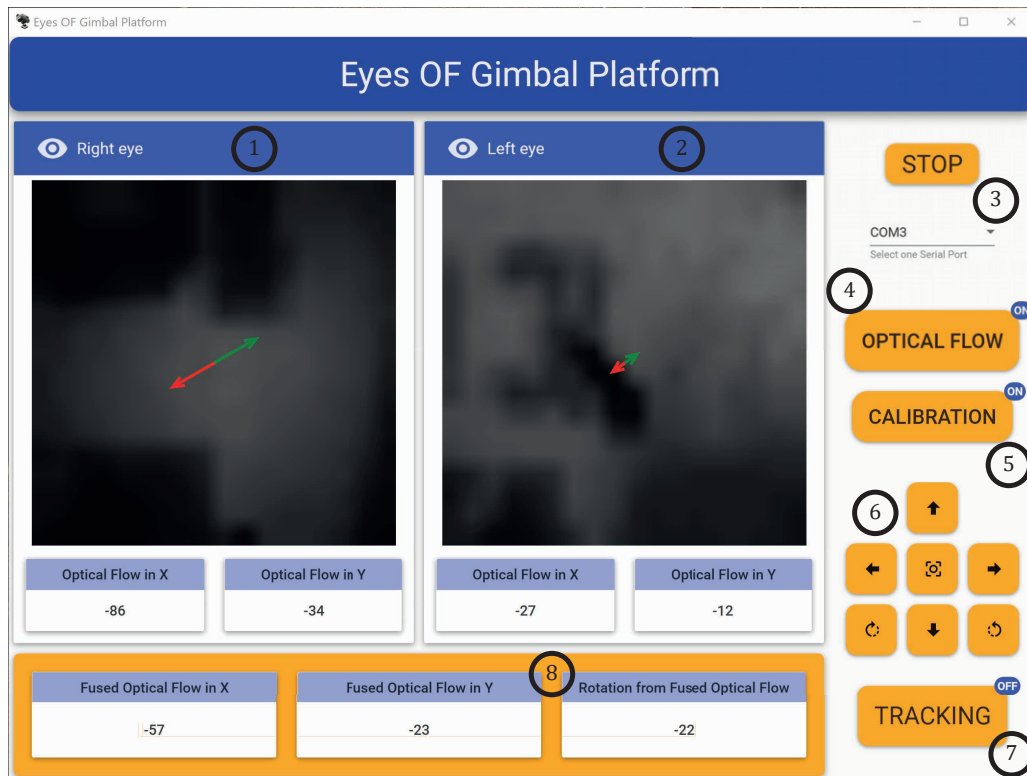 Eyes OF Gimbal Platform
Eyes OF Gimbal Platform
Right eye
1
Left eye
2
STOP
3
COM3
Select one Serial Port
4
ON
OPTICAL FLOW
ON
CALIBRATION
5
6
Optical Flow in X
-86
Optical Flow in Y
-34
Optical Flow in X
-27
Optical Flow in Y
-12
8
Fused Optical Flow in X
-57
Fused Optical Flow in Y
-23
Rotation from Fused Optical Flow
-22
OFF
TRACKING
7